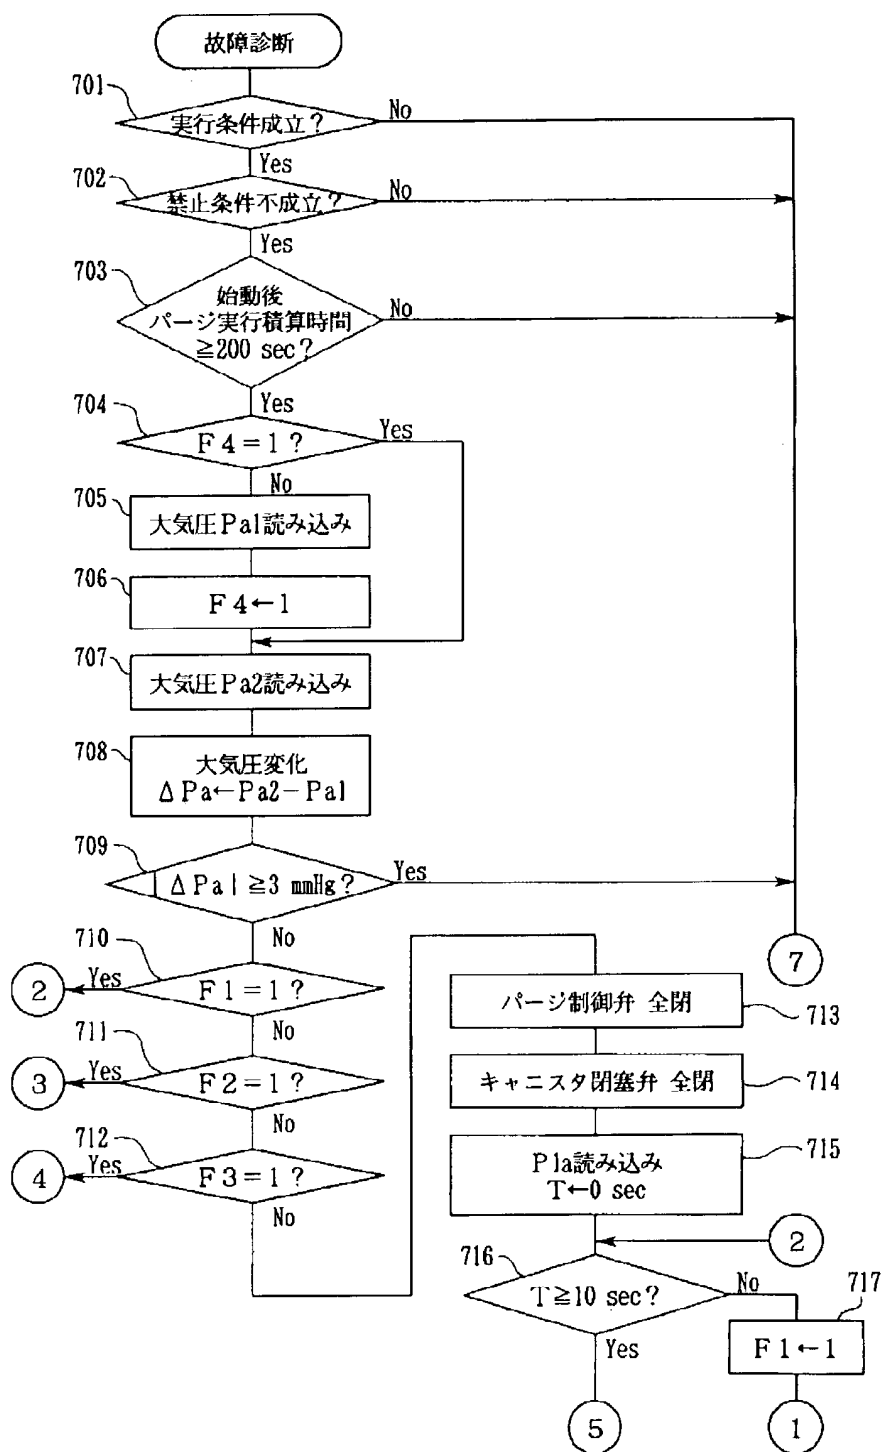 故障診断
701
実行条件成立?
No
Yes
702
禁止条件不成立?
No
Yes
703
始動後
パージ実行積算時間
≧200 sec?
No
Yes
704
F4=1?
Yes
No
705
大気圧Pa1読み込み
706
F4←1
707
大気圧Pa2読み込み
708
大気圧変化
ΔPa←Pa2-Pa1
709
|ΔPa|≧3 mmHg?
Yes
No
7
710
F1=1?
Yes
2
No
711
F2=1?
Yes
3
No
712
F3=1?
Yes
4
No
パージ制御弁 全閉
713
キャニスタ閉塞弁 全閉
714
P1a読み込み
T←0 sec
715
2
716
T≧10 sec?
No
717
F1←1
Yes
5
1